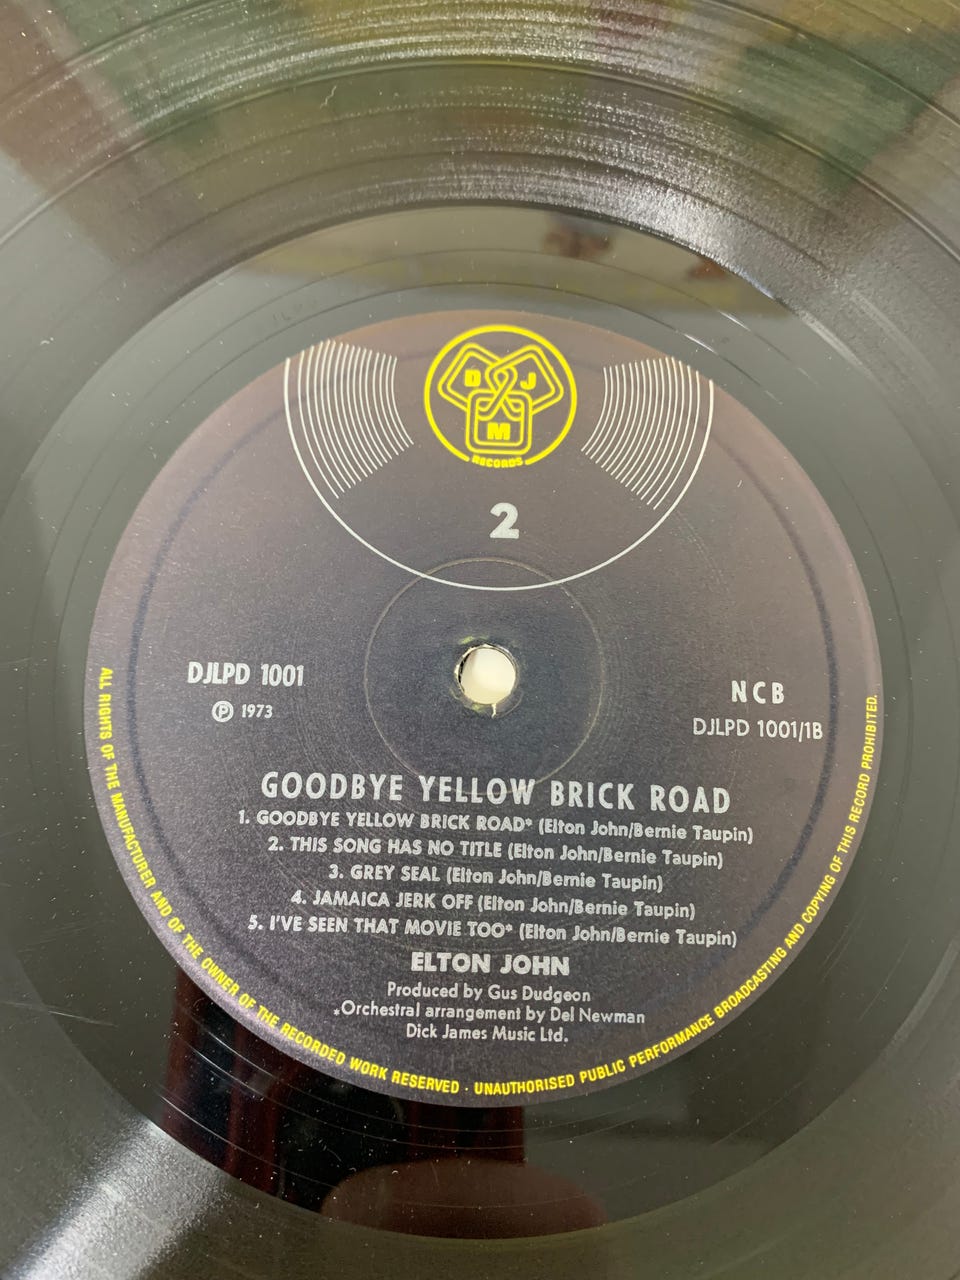 D J
M
RECORDS
2
DJLPD 1001
Ⓟ 1973
NCB
DJLPD 1001/1B
GOODBYE YELLOW BRICK ROAD
1. GOODBYE YELLOW BRICK ROAD* (Elton John/Bernie Taupin)
2. THIS SONG HAS NO TITLE (Elton John/Bernie Taupin)
3. GREY SEAL (Elton John/Bernie Taupin)
4. JAMAICA JERK OFF (Elton John/Bernie Taupin)
5. I'VE SEEN THAT MOVIE TOO* (Elton John/Bernie Taupin)
ELTON JOHN
Produced by Gus Dudgeon
*Orchestral arrangement by Del Newman
Dick James Music Ltd.
ALL RIGHTS OF THE MANUFACTURER AND OF THE OWNER OF THE RECORDED WORK RESERVED · UNAUTHORISED PUBLIC PERFORMANCE BROADCASTING AND COPYING OF THIS RECORD PROHIBITED.